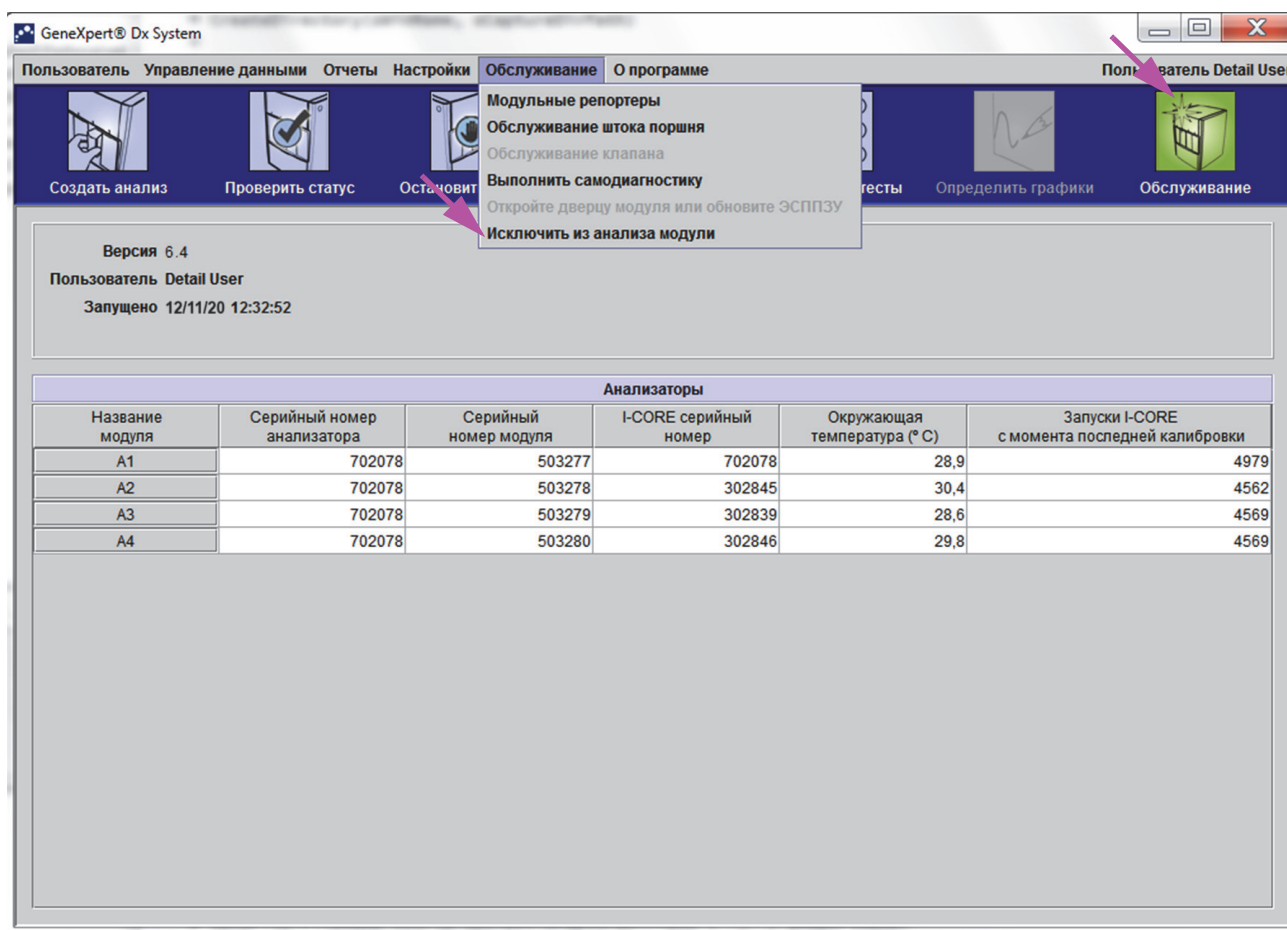 GeneXpert® Dx System
Пользователь Управление данными Отчеты Настройки Обслуживание О программе Пользователь Detail User
Модульные репортеры
Обслуживание штока поршня
Обслуживание клапана
Выполнить самодиагностику
Откройте дверцу модуля или обновите ЭСППЗУ
Исключить из анализа модули
Создать анализ Проверить статус Определить графики Обслуживание
Версия 6.4
Пользователь Detail User
Запущено 12/11/20 12:32:52
Анализаторы
Название модуля Серийный номер анализатора Серийный номер модуля I-CORE серийный номер Окружающая температура (° C) Запуски I-CORE с момента последней калибровки
A1 702078 503277 702078 28,9 4979
A2 702078 503278 302845 30,4 4562
A3 702078 503279 302839 28,6 4569
A4 702078 503280 302846 29,8 4569